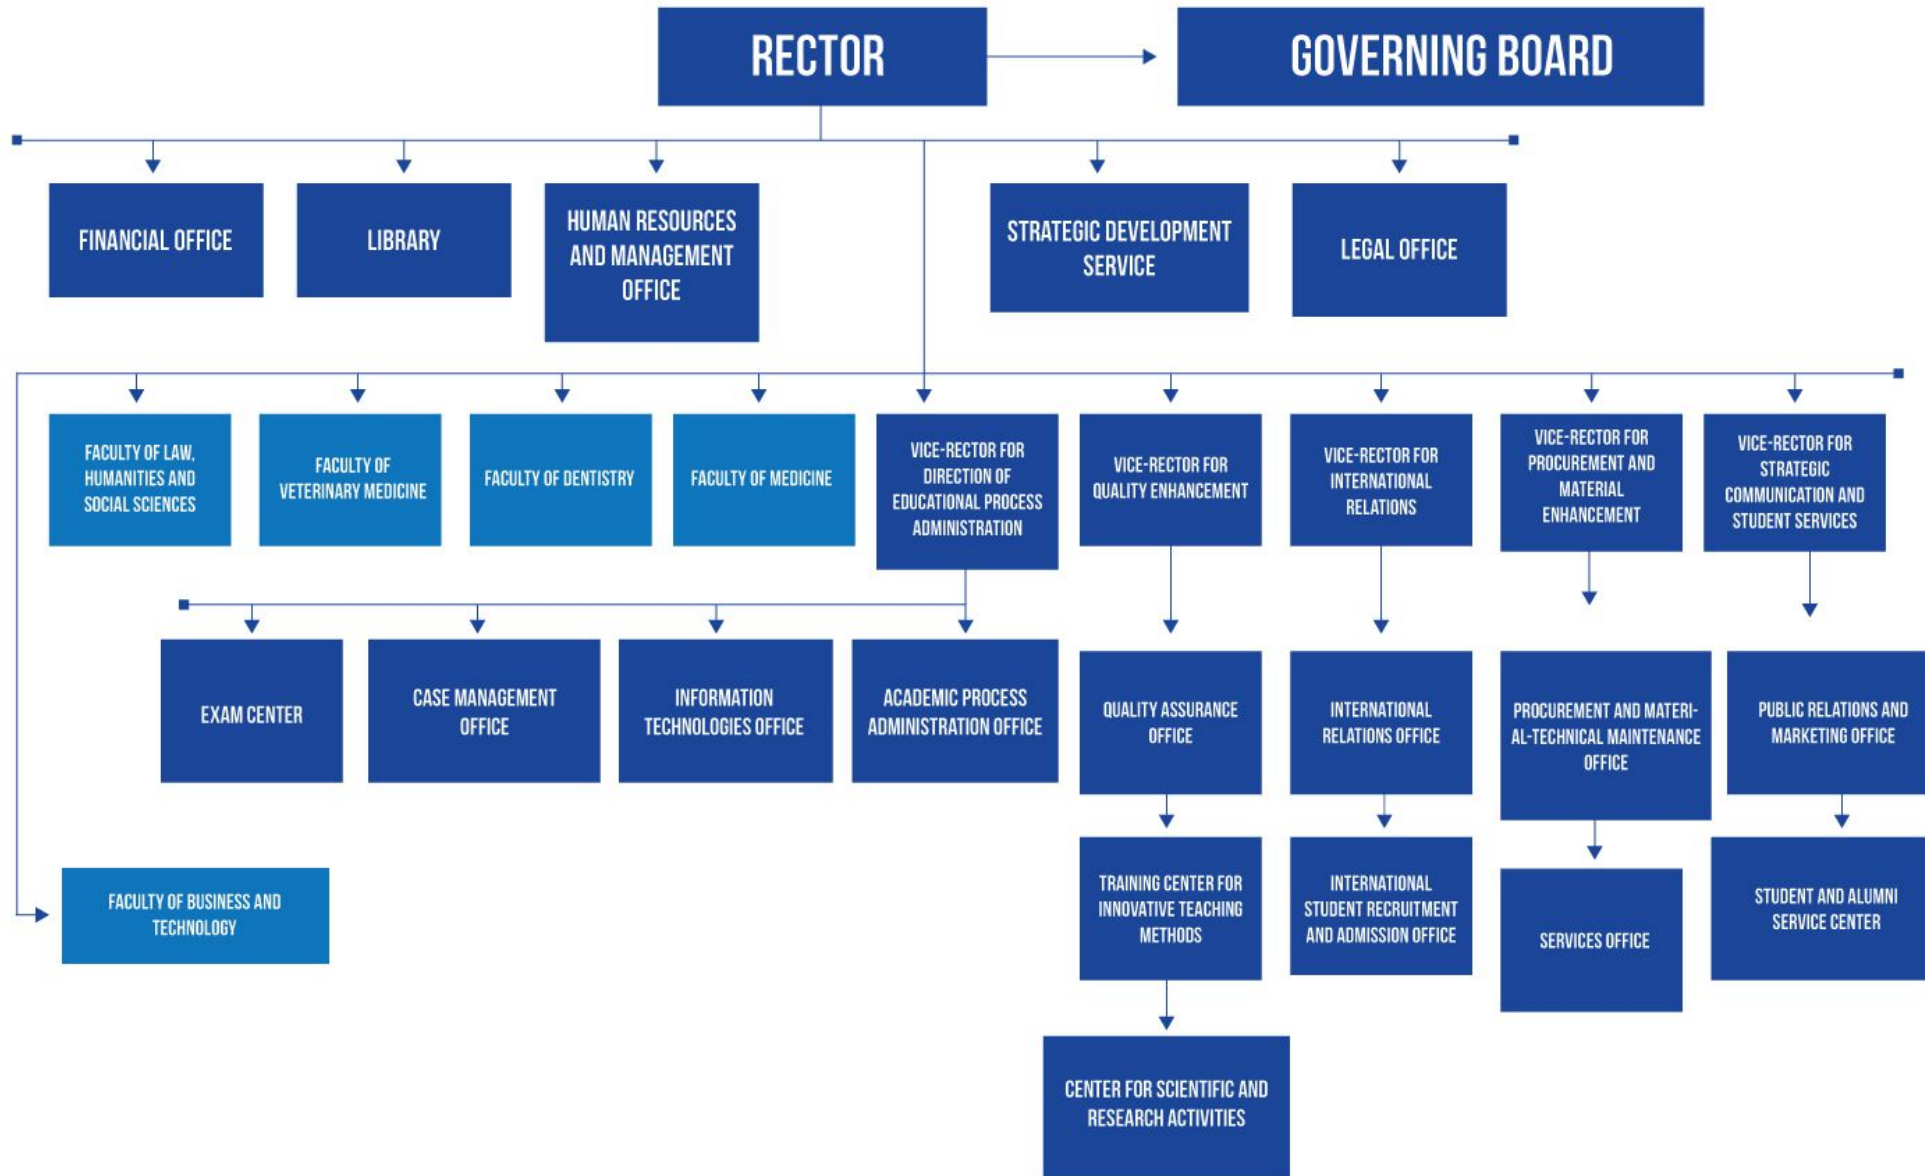 RECTOR
GOVERNING BOARD
FINANCIAL OFFICE
LIBRARY
HUMAN RESOURCES
AND MANAGEMENT
OFFICE
STRATEGIC DEVELOPMENT
SERVICE
LEGAL OFFICE
FACULTY OF LAW,
HUMANITIES AND
SOCIAL SCIENCES
FACULTY OF
VETERINARY MEDICINE
FACULTY OF DENTISTRY
FACULTY OF MEDICINE
VICE-RECTOR FOR
DIRECTION OF
EDUCATIONAL PROCESS
ADMINISTRATION
VICE-RECTOR FOR
QUALITY ENHANCEMENT
VICE-RECTOR FOR
INTERNATIONAL
RELATIONS
VICE-RECTOR FOR
PROCUREMENT AND
MATERIAL
ENHANCEMENT
VICE-RECTOR FOR
STRATEGIC
COMMUNICATION AND
STUDENT SERVICES
EXAM CENTER
CASE MANAGEMENT
OFFICE
INFORMATION
TECHNOLOGIES OFFICE
ACADEMIC PROCESS
ADMINISTRATION OFFICE
QUALITY ASSURANCE
OFFICE
INTERNATIONAL
RELATIONS OFFICE
PROCUREMENT AND MATERI-
AL-TECHNICAL MAINTENANCE
OFFICE
PUBLIC RELATIONS AND
MARKETING OFFICE
FACULTY OF BUSINESS AND
TECHNOLOGY
TRAINING CENTER FOR
INNOVATIVE TEACHING
METHODS
INTERNATIONAL
STUDENT RECRUITMENT
AND ADMISSION OFFICE
SERVICES OFFICE
STUDENT AND ALUMNI
SERVICE CENTER
CENTER FOR SCIENTIFIC AND
RESEARCH ACTIVITIES